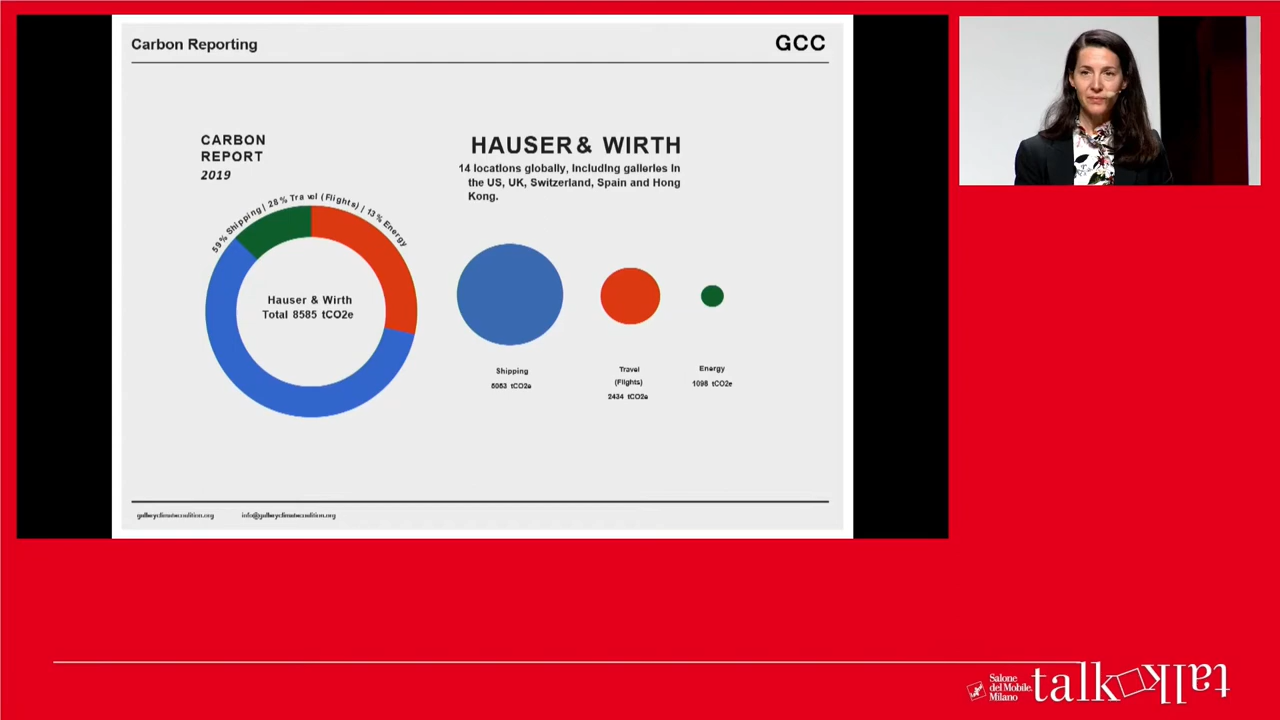 Carbon Reporting
GCC
CARBON
REPORT
2019
59% Shipping | 28% Travel (Flights) | 13% Energy
Hauser & Wirth
Total 8585 tCO2e
HAUSER & WIRTH
14 locations globally, including galleries in
the US, UK, Switzerland, Spain and Hong
Kong.
Shipping
5053 tCO2e
Travel
(Flights)
2434 tCO2e
Energy
1098 tCO2e
galleryclimatecoalition.org
info@galleryclimatecoalition.org
Salone
del Mobile.
Milano
talk talk